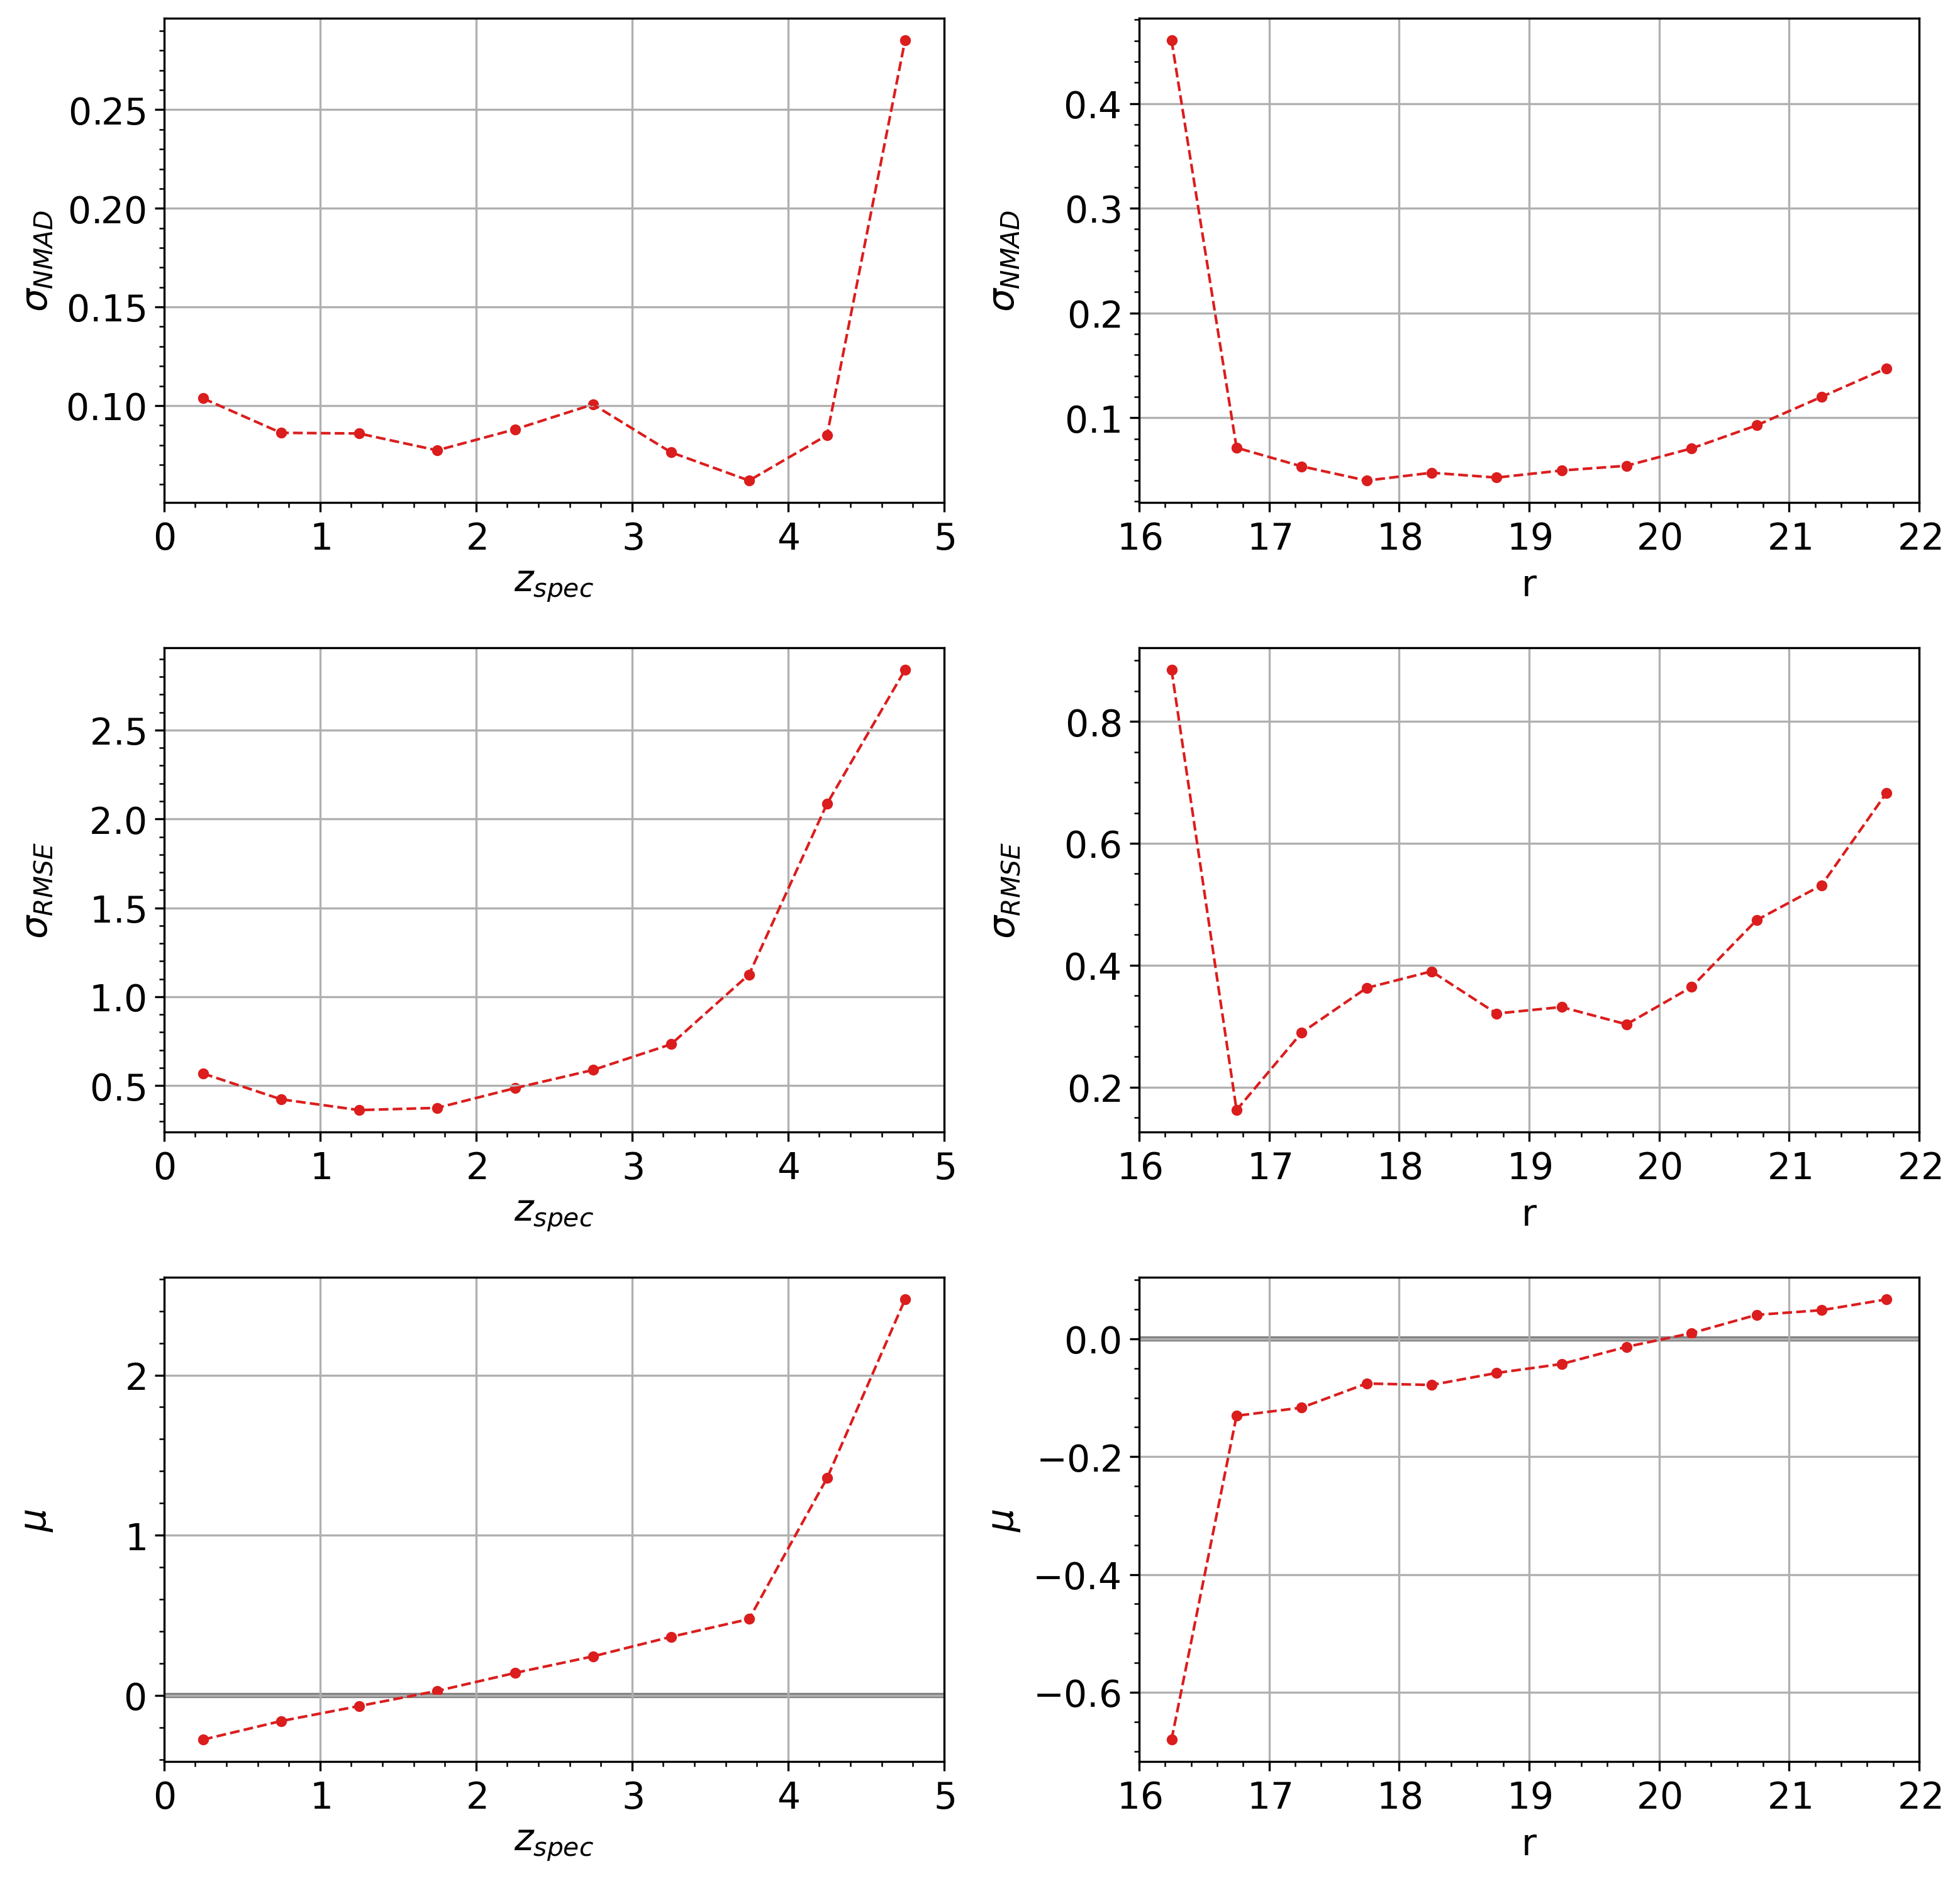 0.25
0.20
0.15
0.10
σNMAD
0 1 2 3 4 5
zspec
0.4
0.3
0.2
0.1
σNMAD
16 17 18 19 20 21 22
r
2.5
2.0
1.5
1.0
0.5
σRMSE
0 1 2 3 4 5
zspec
0.8
0.6
0.4
0.2
σRMSE
16 17 18 19 20 21 22
r
2
1
0
μ
0 1 2 3 4 5
zspec
0.0
−0.2
−0.4
−0.6
μ
16 17 18 19 20 21 22
r